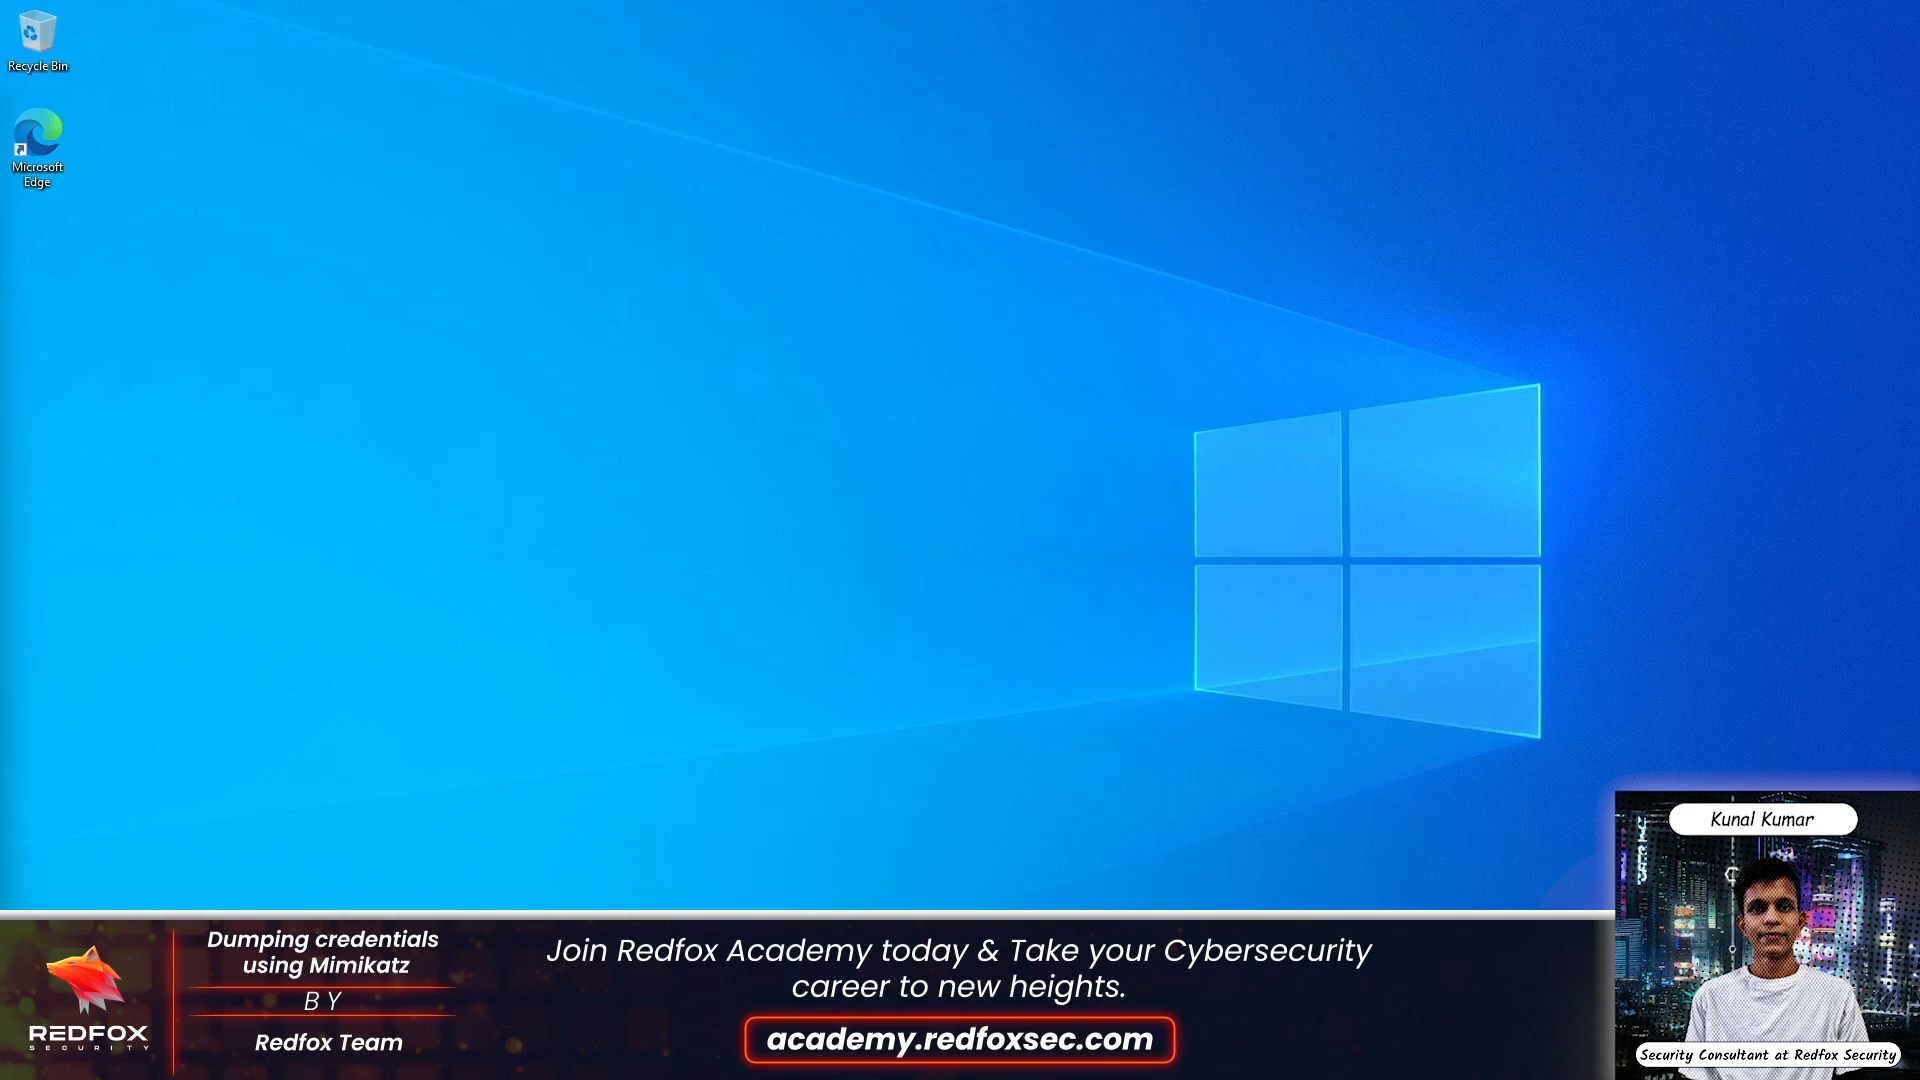 Recycle Bin
Microsoft
Edge
Kunal Kumar
Dumping credentials
using Mimikatz
BY
Redfox Team
REDFOX
SECURITY
Join Redfox Academy today & Take your Cybersecurity
career to new heights.
academy.redfoxsec.com
Security Consultant at Redfox Security